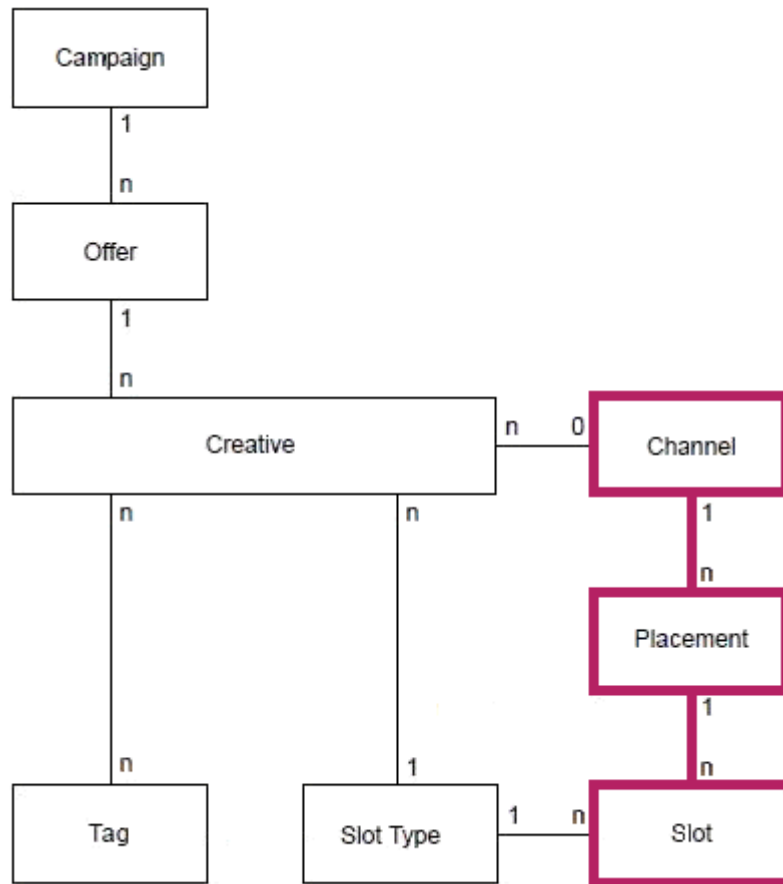 Campaign
1
n
Offer
1
n
Creative
n 0
Channel
n
n
1
n
Placement
1
n
n
1
Tag
Slot Type
1 n
Slot